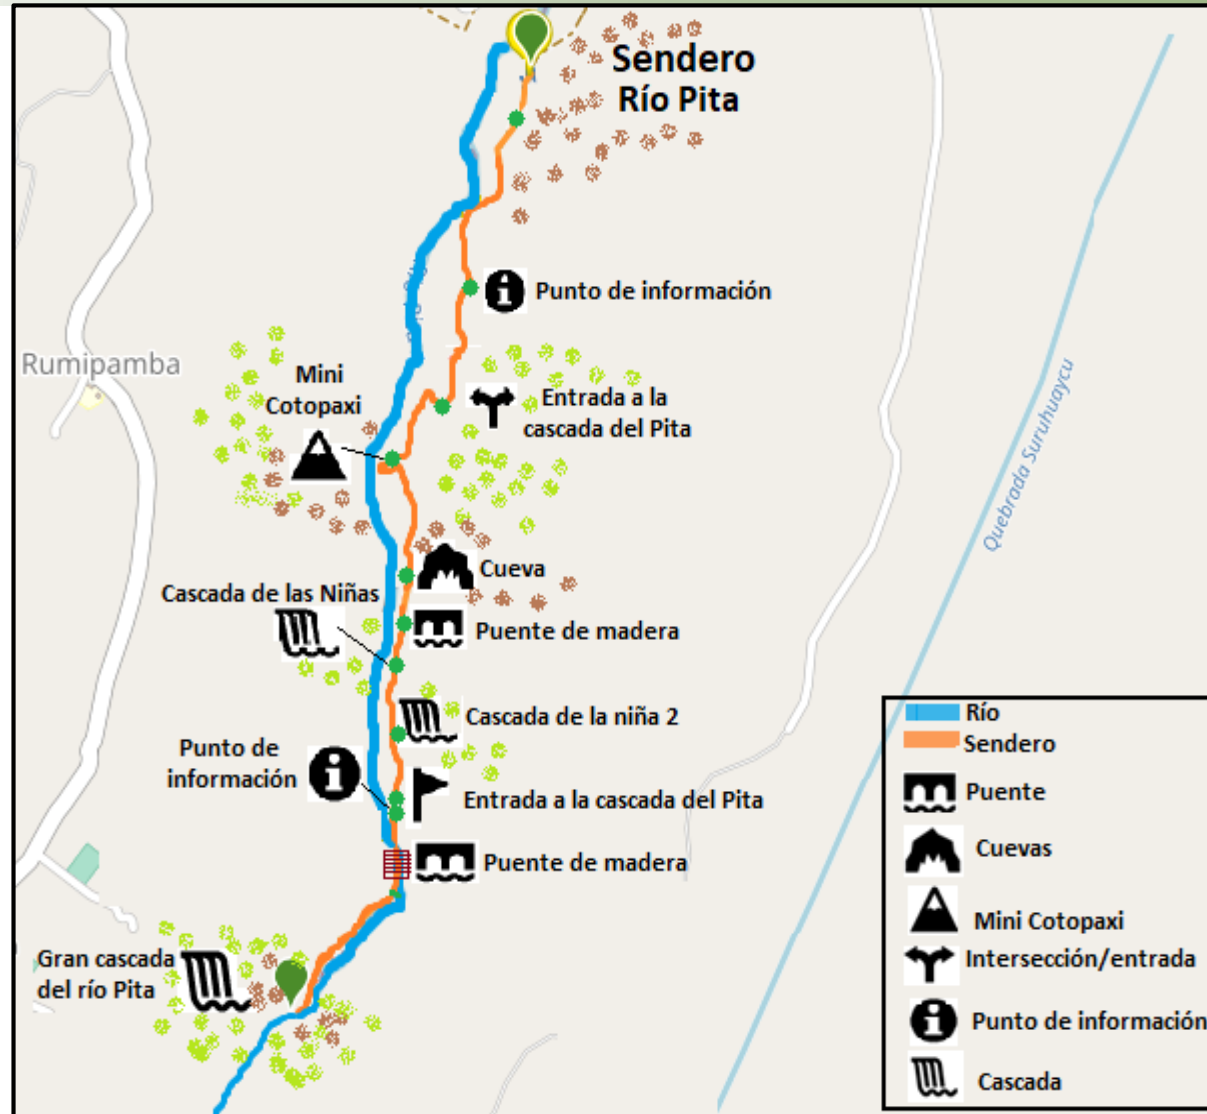 Sendero
Río Pita
Punto de información
Rumipamba
Mini
Cotopaxi
Entrada a la
cascada del Pita
Quebrada Suruhuaycu
Cueva
Cascada de las Niñas
Puente de madera
Cascada de la niña 2
Punto de
información
Entrada a la cascada del Pita
Puente de madera
Gran cascada
del río Pita
Río
Sendero
Puente
Cuevas
Mini Cotopaxi
Intersección/entrada
Punto de información
Cascada